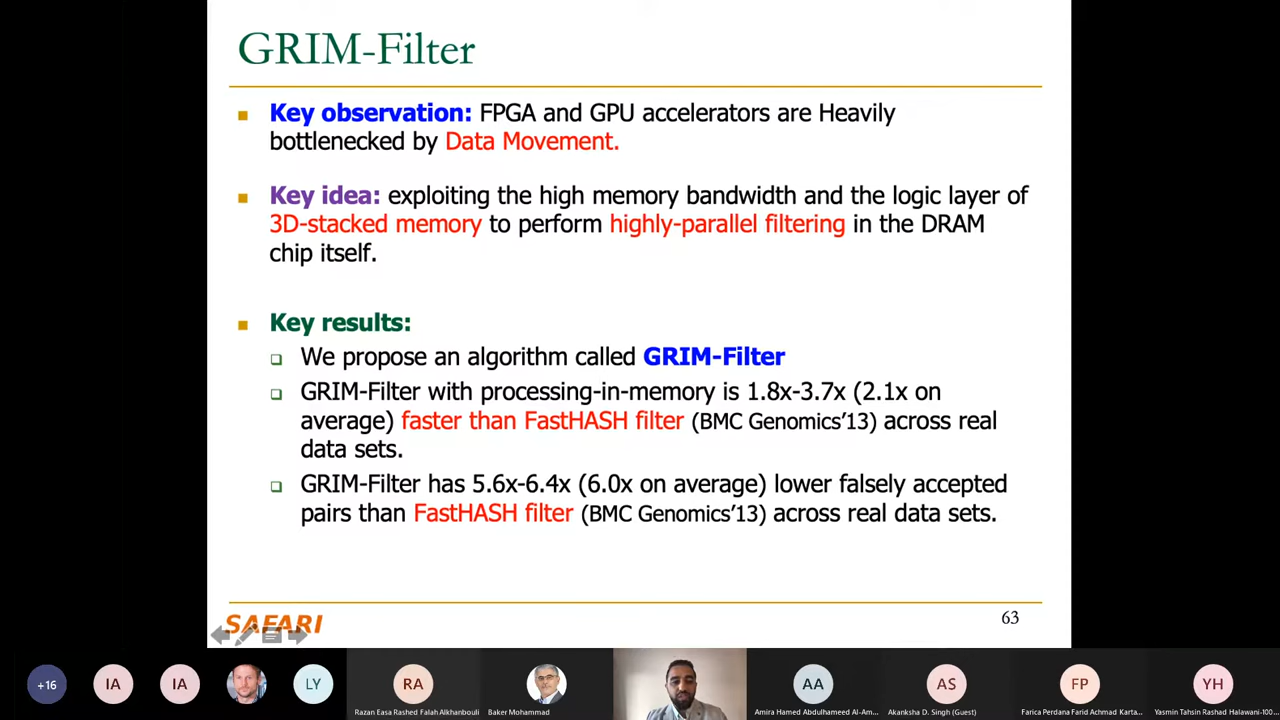 GRIM-Filter
Key observation: FPGA and GPU accelerators are Heavily
bottlenecked by Data Movement.
Key idea: exploiting the high memory bandwidth and the logic layer of
3D-stacked memory to perform highly-parallel filtering in the DRAM
chip itself.
Key results:
We propose an algorithm called GRIM-Filter
GRIM-Filter with processing-in-memory is 1.8x-3.7x (2.1x on
average) faster than FastHASH filter (BMC Genomics’13) across real
data sets.
GRIM-Filter has 5.6x-6.4x (6.0x on average) lower falsely accepted
pairs than FastHASH filter (BMC Genomics’13) across real data sets.
SAFARI
63
+16
IA
IA
LY
RA
AA
AS
FP
YH
Razan Easa Rashed Falah Alkhanbouli
Baker Mohammad
Amira Hamed Abdulhameed Al-Am...
Akanksha D. Singh (Guest)
Farica Perdana Farid Achmad Karta...
Yasmin Tahsin Rashad Halawani-100...